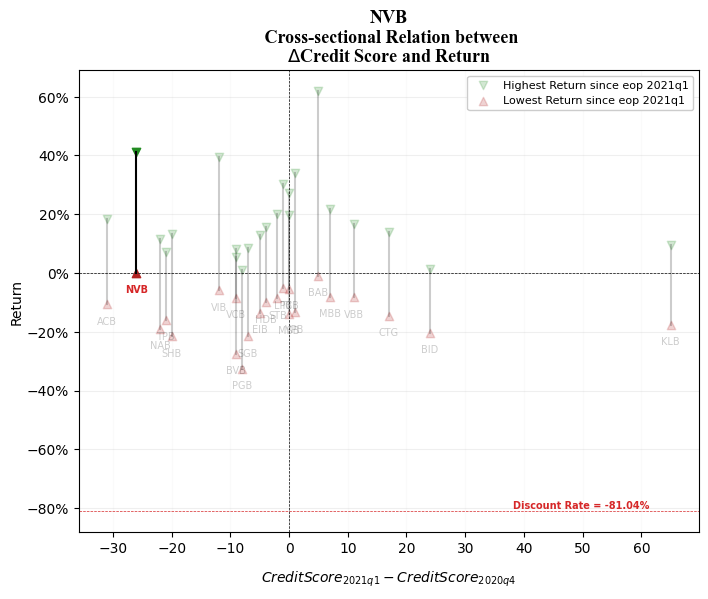 NVB
Cross-sectional Relation between
ΔCredit Score and Return
Highest Return since eop 2021q1
Lowest Return since eop 2021q1
60%
40%
20%
0%
−20%
−40%
−60%
−80%
Return
NVB
ACB
NAB
TPB
SHB
VIB
VCB
BVB
PGB
SGB
EIB
HDB
STB
LPB
MSB
BAB
MBB
VBB
CTG
BID
KLB
Discount Rate = -81.04%
−30
−20
−10
0
10
20
30
40
50
60
CreditScore2021q1 − CreditScore2020q4